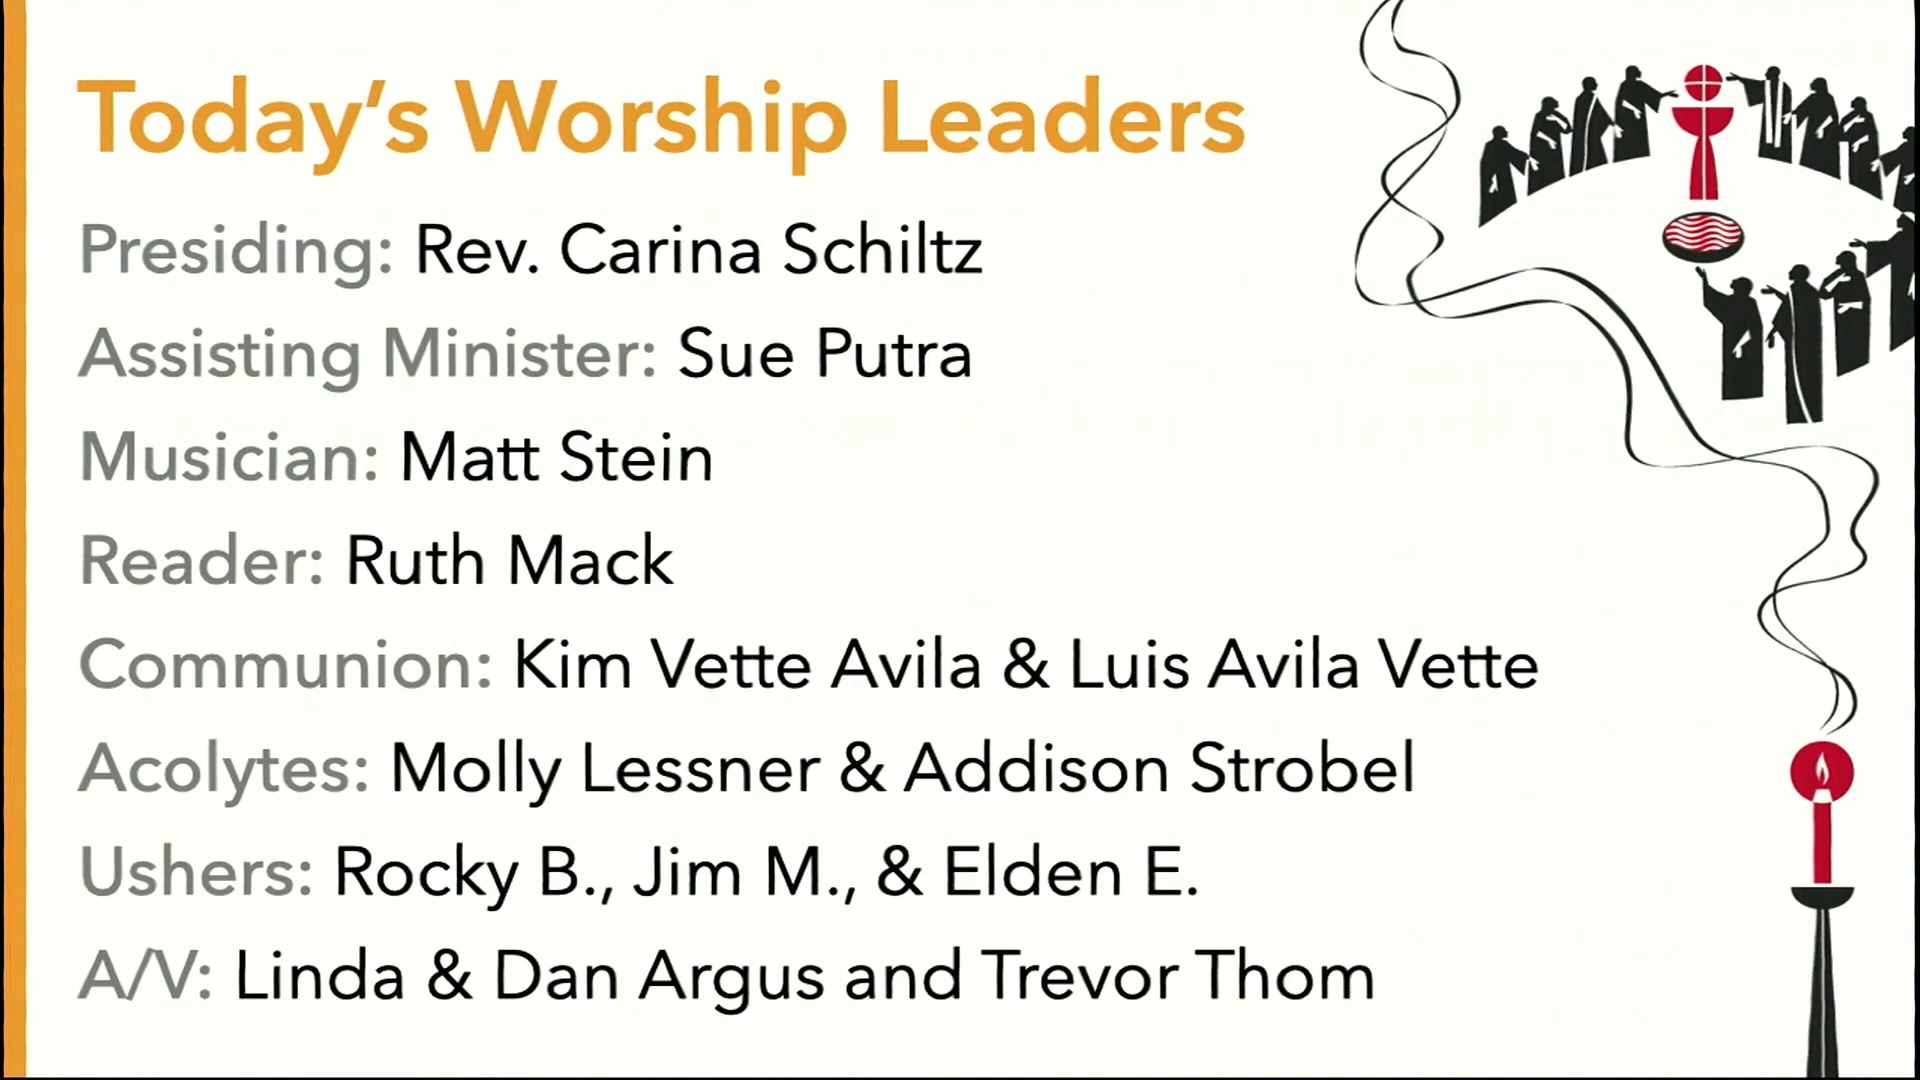 Today’s Worship Leaders
Presiding: Rev. Carina Schiltz
Assisting Minister: Sue Putra
Musician: Matt Stein
Reader: Ruth Mack
Communion: Kim Vette Avila & Luis Avila Vette
Acolytes: Molly Lessner & Addison Strobel
Ushers: Rocky B., Jim M., & Elden E.
A/V: Linda & Dan Argus and Trevor Thom